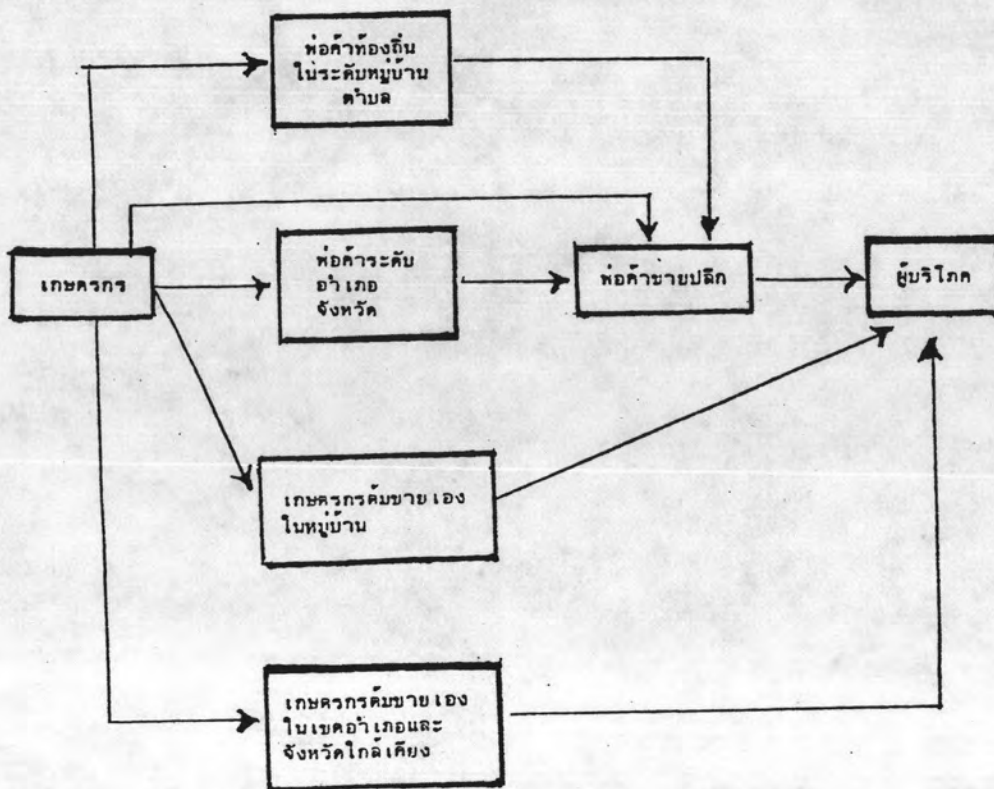 พ่อค้าท้องถิ่น
ในระดับหมู่บ้าน
ตำบล
เกษตรกร
พ่อค้าระดับ
อำเภอ
จังหวัด
พ่อค้าขายปลีก
ผู้บริโภค
เกษตรกรต้มขายเอง
ในหมู่บ้าน
เกษตรกรต้มขายเอง
ในเขตอำเภอและ
จังหวัดใกล้เคียง